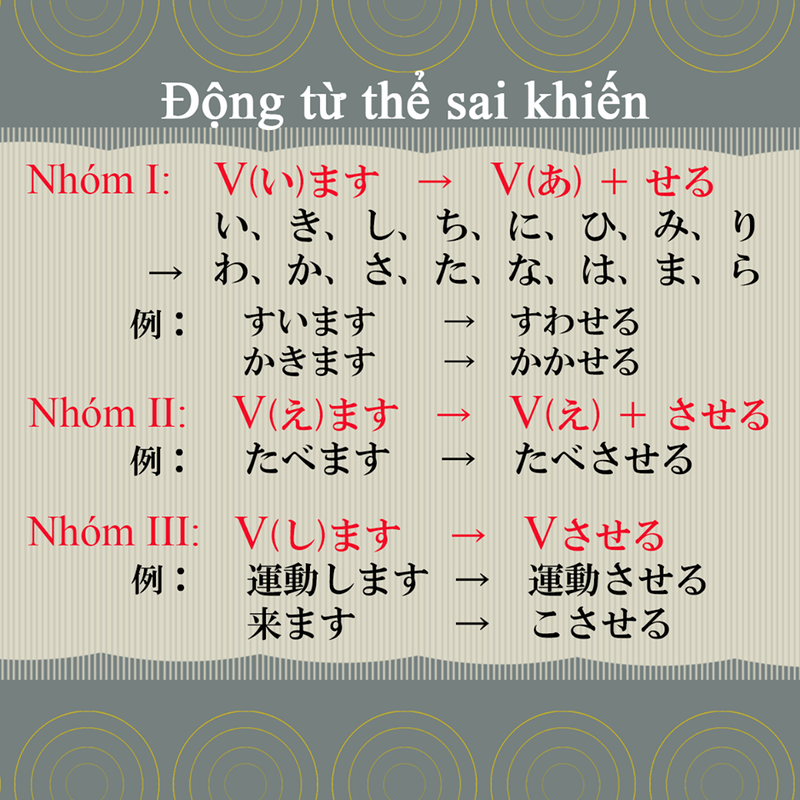 Động từ thể sai khiến
Nhóm I: V(い)ます → V(あ) + せる
い、き、し、ち、に、ひ、み、り
→ わ、か、さ、た、な、は、ま、ら
例： すいます → すわせる
かきます → かかせる
Nhóm II: V(え)ます → V(え) + させる
例： たべます → たべさせる
Nhóm III: V(し)ます → Vさせる
例： 運動します → 運動させる
来ます → こさせる